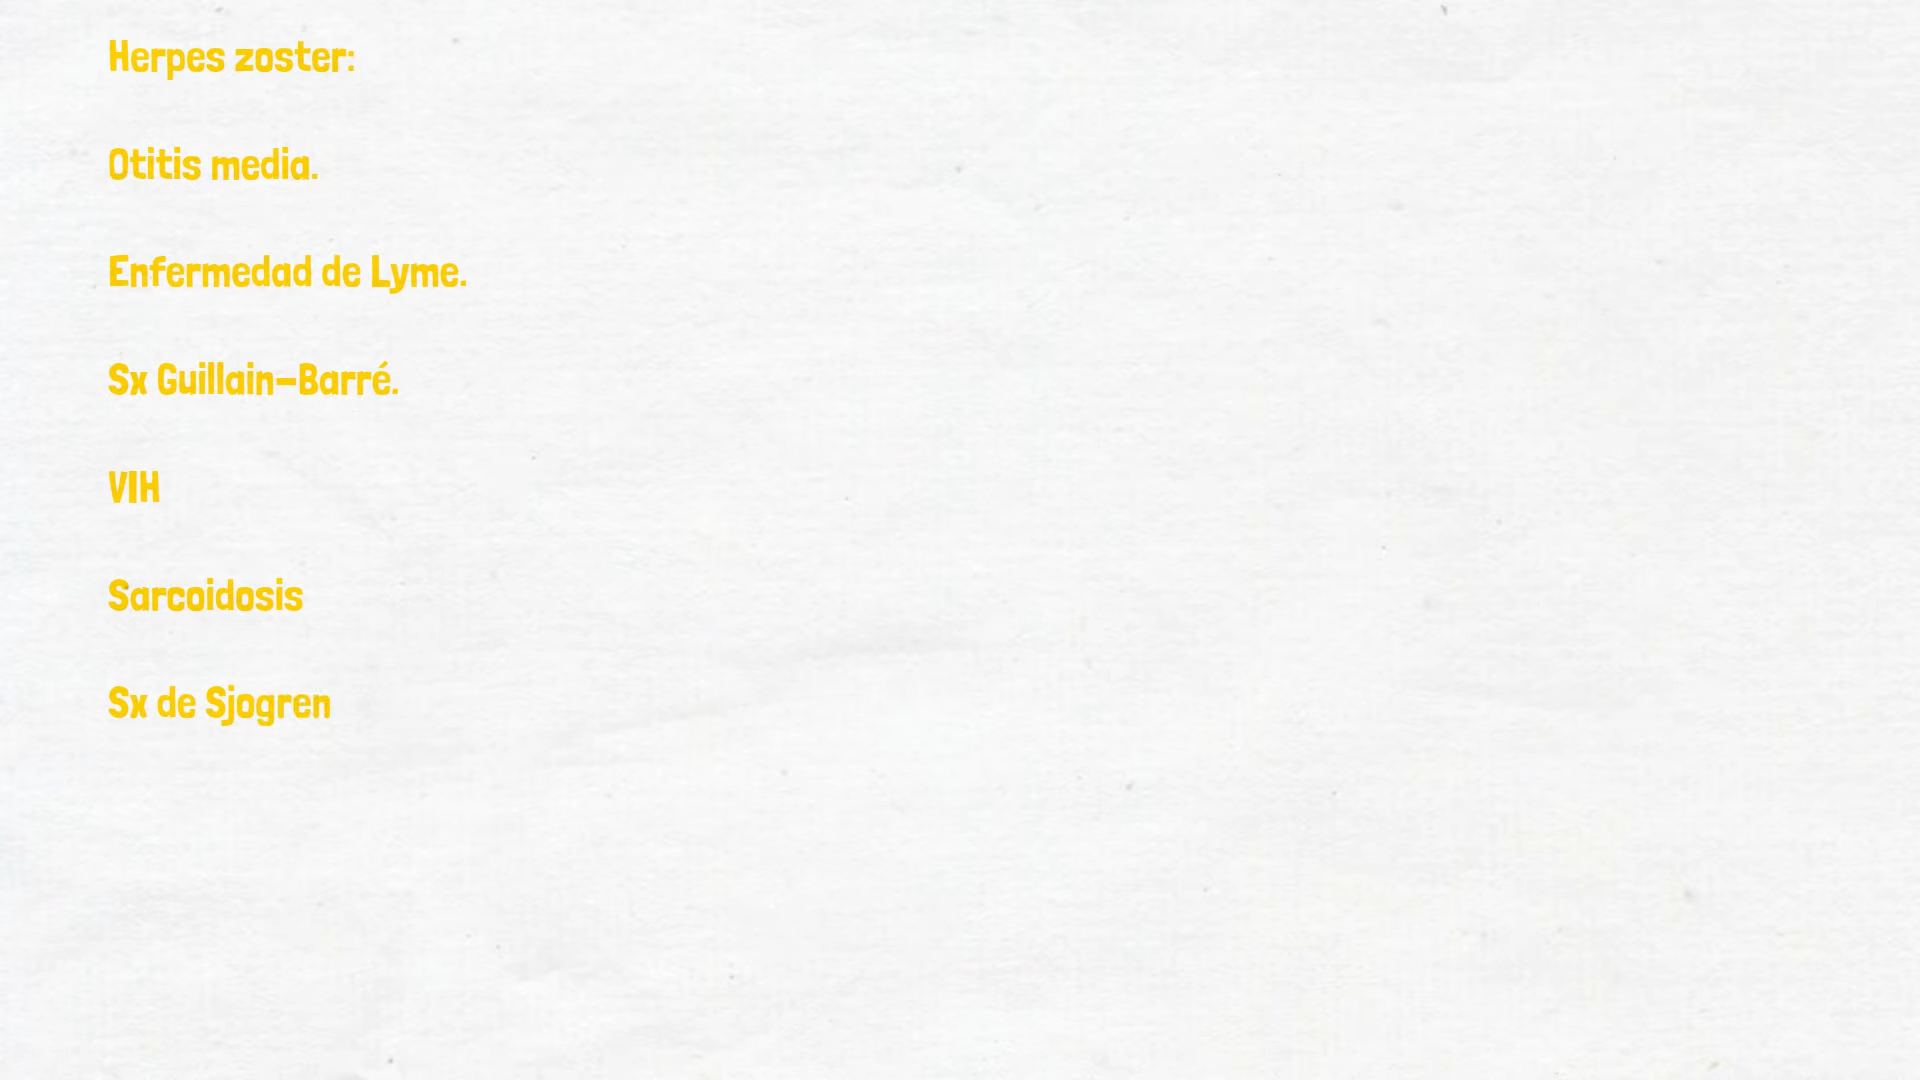 Herpes zoster:
Otitis media.
Enfermedad de Lyme.
Sx Guillain-Barré.
VIH
Sarcoidosis
Sx de Sjogren